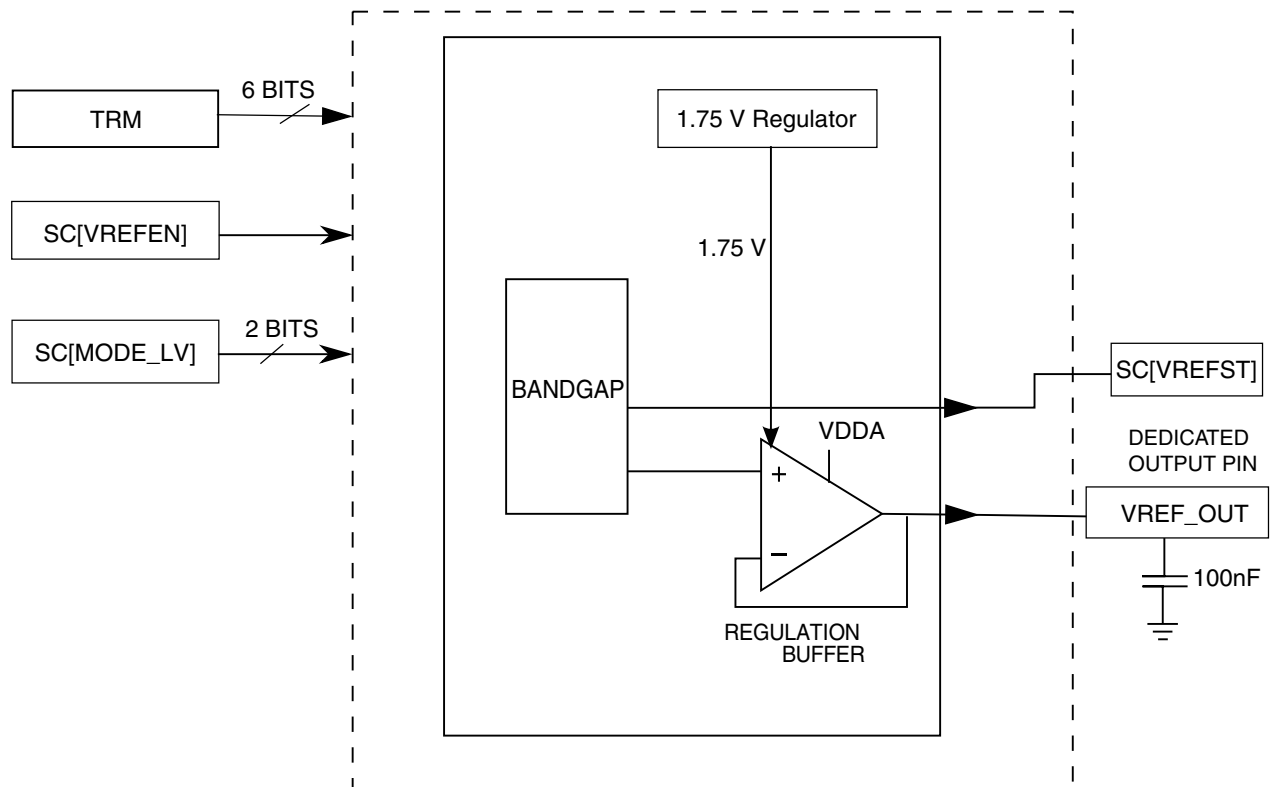 6 BITS
TRM
1.75 V Regulator
SC[VREFEN]
1.75 V
2 BITS
SC[MODE_LV]
BANDGAP
SC[VREFST]
VDDA
DEDICATED
OUTPUT PIN
+
VREF_OUT
–
100nF
REGULATION
BUFFER